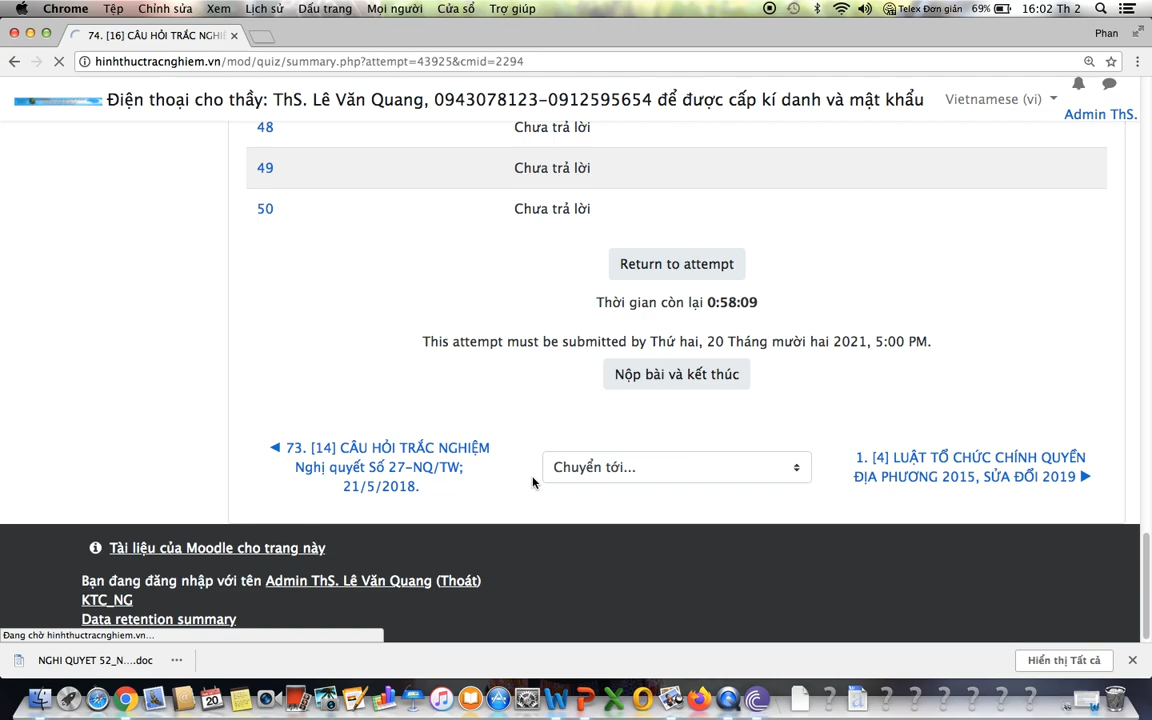 Chrome Tệp Chỉnh sửa Xem Lịch sử Dấu trang Mọi người Cửa sổ Trợ giúp Telex Đơn giản 69% 16:02 Th 2
74. [16] CÂU HỎI TRẮC NGHI Phan
hinhthuctracnghiem.vn/mod/quiz/summary.php?attempt=43925&cmid=2294
Điện thoại cho thầy: ThS. Lê Văn Quang, 0943078123-0912595654 để được cấp kí danh và mật khẩu Vietnamese (vi)
Admin ThS.
48 Chưa trả lời
49 Chưa trả lời
50 Chưa trả lời
Return to attempt
Thời gian còn lại 0:58:09
This attempt must be submitted by Thứ hai, 20 Tháng mười hai 2021, 5:00 PM.
Nộp bài và kết thúc
◄ 73. [14] CÂU HỎI TRẮC NGHIỆM
Nghị quyết Số 27-NQ/TW;
21/5/2018.
Chuyển tới...
1. [4] LUẬT TỔ CHỨC CHÍNH QUYỀN
ĐỊA PHƯƠNG 2015, SỬA ĐỔI 2019 ►
Tài liệu của Moodle cho trang này
Bạn đang đăng nhập với tên Admin ThS. Lê Văn Quang (Thoát)
KTC_NG
Data retention summary
Đang chờ hinhthuctracnghiem.vn...
NGHI QUYET 52_N....doc Hiển thị Tất cả